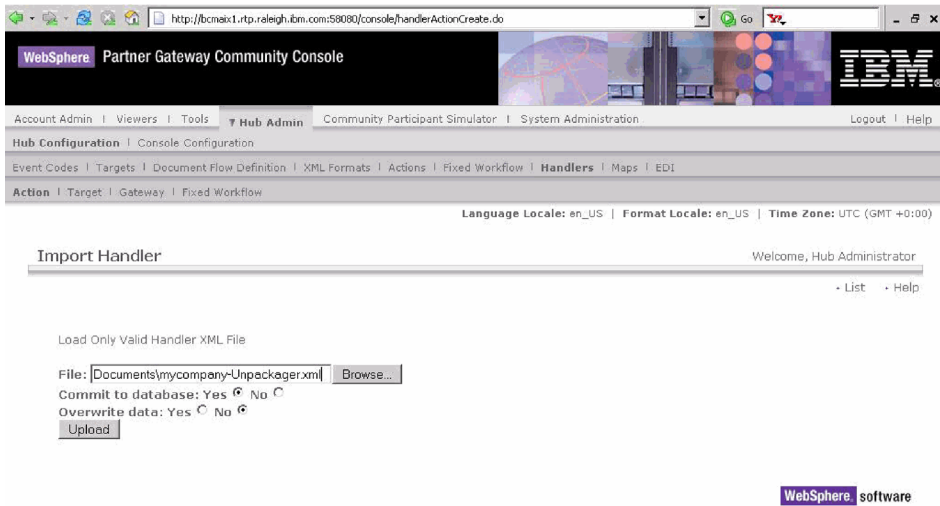 http://bcmaix1.rtp.raleigh.ibm.com:58080/console/handlerActionCreate.do Go
WebSphere Partner Gateway Community Console IBM
Account Admin | Viewers | Tools ▼ Hub Admin Community Participant Simulator | System Administration Logout | Help
Hub Configuration | Console Configuration
Event Codes | Targets | Document Flow Definition | XML Formats | Actions | Fixed Workflow | Handlers | Maps | EDI
Action | Target | Gateway | Fixed Workflow
Language Locale: en_US | Format Locale: en_US | Time Zone: UTC (GMT +0:00)
Import Handler Welcome, Hub Administrator
List Help
Load Only Valid Handler XML File
File: Documents\mycompany-Unpackager.xml Browse...
Commit to database: Yes No
Overwrite data: Yes No
Upload
WebSphere. software